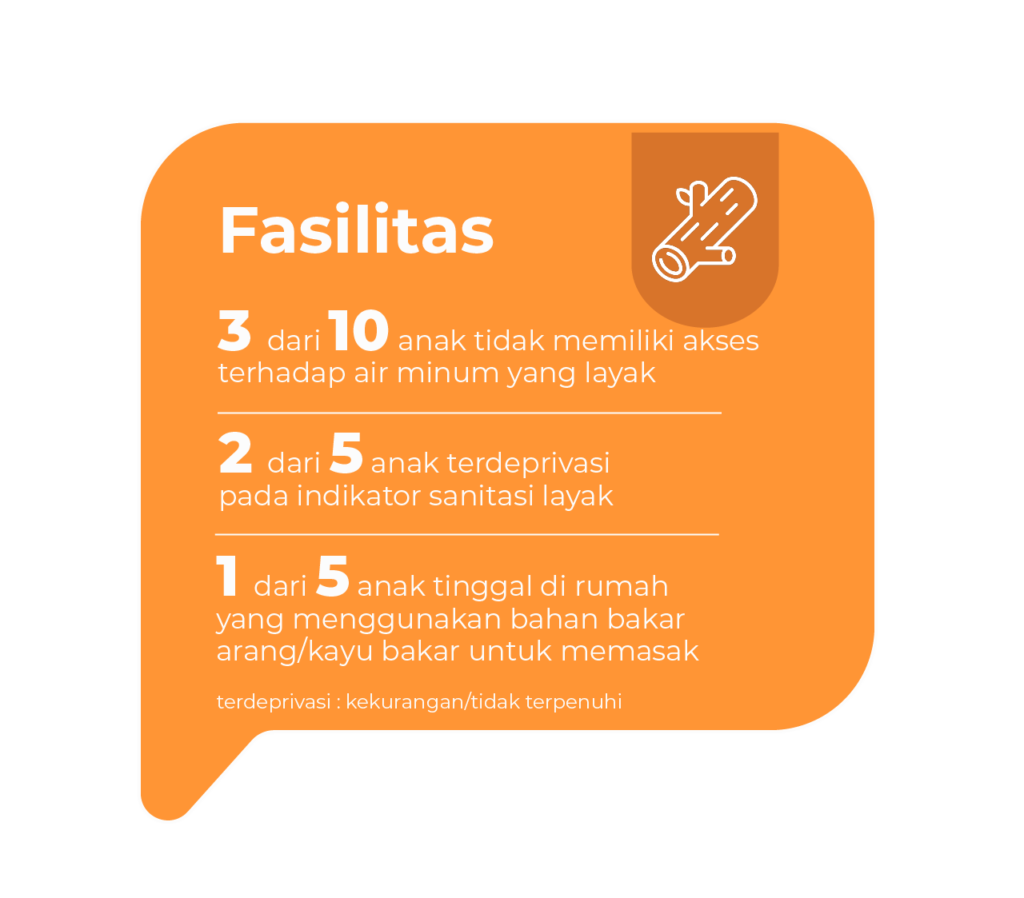 Fasilitas
3 dari 10 anak tidak memiliki akses
terhadap air minum yang layak
2 dari 5 anak terdeprivasi
pada indikator sanitasi layak
1 dari 5 anak tinggal di rumah
yang menggunakan bahan bakar
arang/kayu bakar untuk memasak
terdeprivasi : kekurangan/tidak terpenuhi